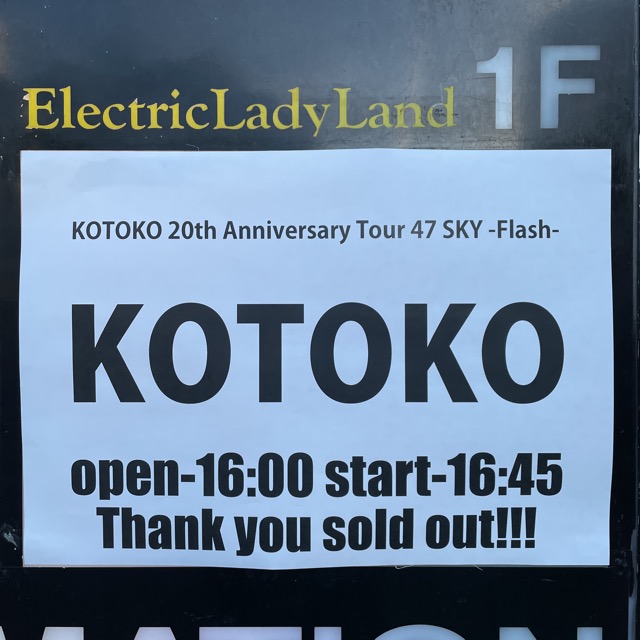 ElectricLadyLand 1F
KOTOKO 20th Anniversary Tour 47 SKY -Flash-
KOTOKO
open-16:00 start-16:45
Thank you sold out!!!
MATION